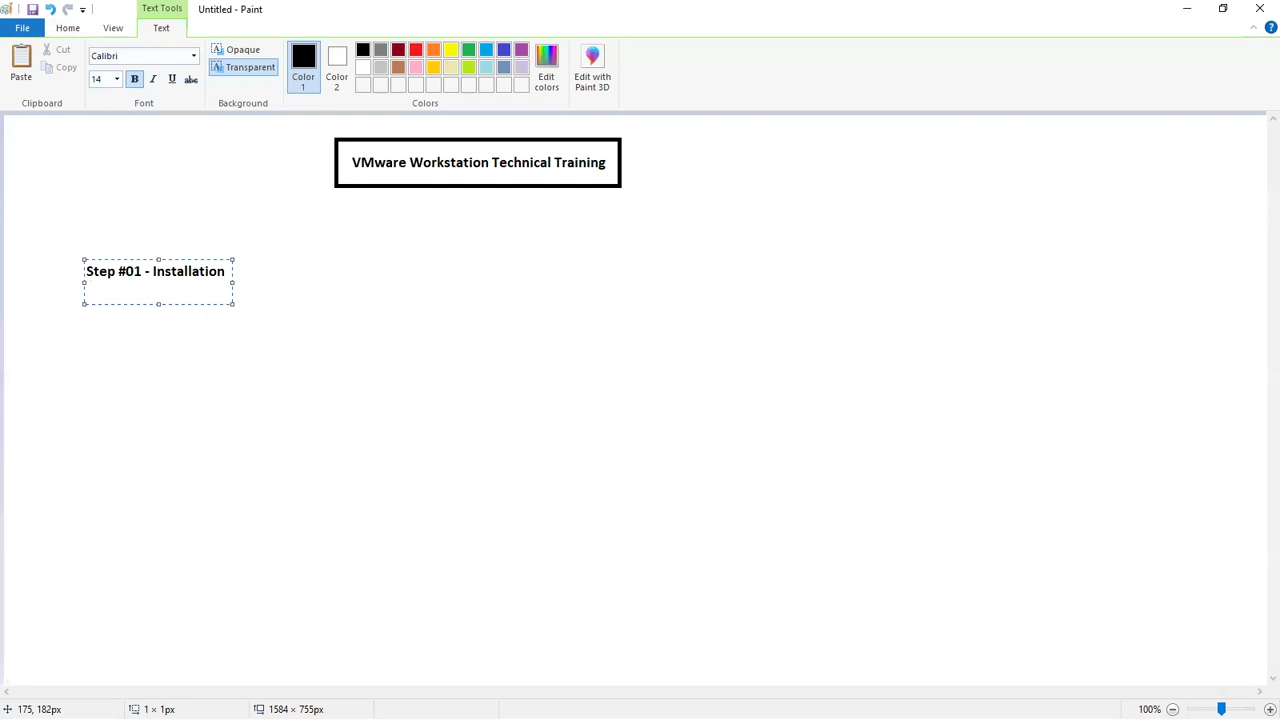 Text Tools
Untitled - Paint
File
Home
View
Text
Paste
Cut
Copy
Clipboard
Calibri
14
B
I
U
abc
Font
A Opaque
A Transparent
Background
Color
1
Color
2
Colors
Edit
colors
Edit with
Paint 3D
VMware Workstation Technical Training
Step #01 - Installation
175, 182px
1 × 1px
1584 × 755px
100%